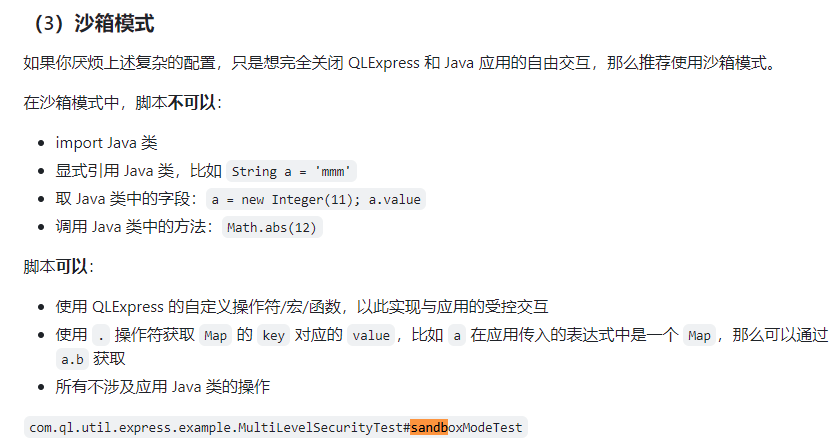 （3）沙箱模式
如果你厌烦上述复杂的配置，只是想完全关闭 QLExpress 和 Java 应用的自由交互，那么推荐使用沙箱模式。
在沙箱模式中，脚本不可以：
• import Java 类
• 显式引用 Java 类，比如 String a = 'mmm'
• 取 Java 类中的字段：a = new Integer(11); a.value
• 调用 Java 类中的方法：Math.abs(12)
脚本可以：
• 使用 QLExpress 的自定义操作符/宏/函数，以此实现与应用的受控交互
• 使用 . 操作符获取 Map 的 key 对应的 value，比如 a 在应用传入的表达式中是一个 Map，那么可以通过
a.b 获取
• 所有不涉及应用 Java 类的操作
com.ql.util.express.example.MultiLevelSecurityTest#sandboxModeTest